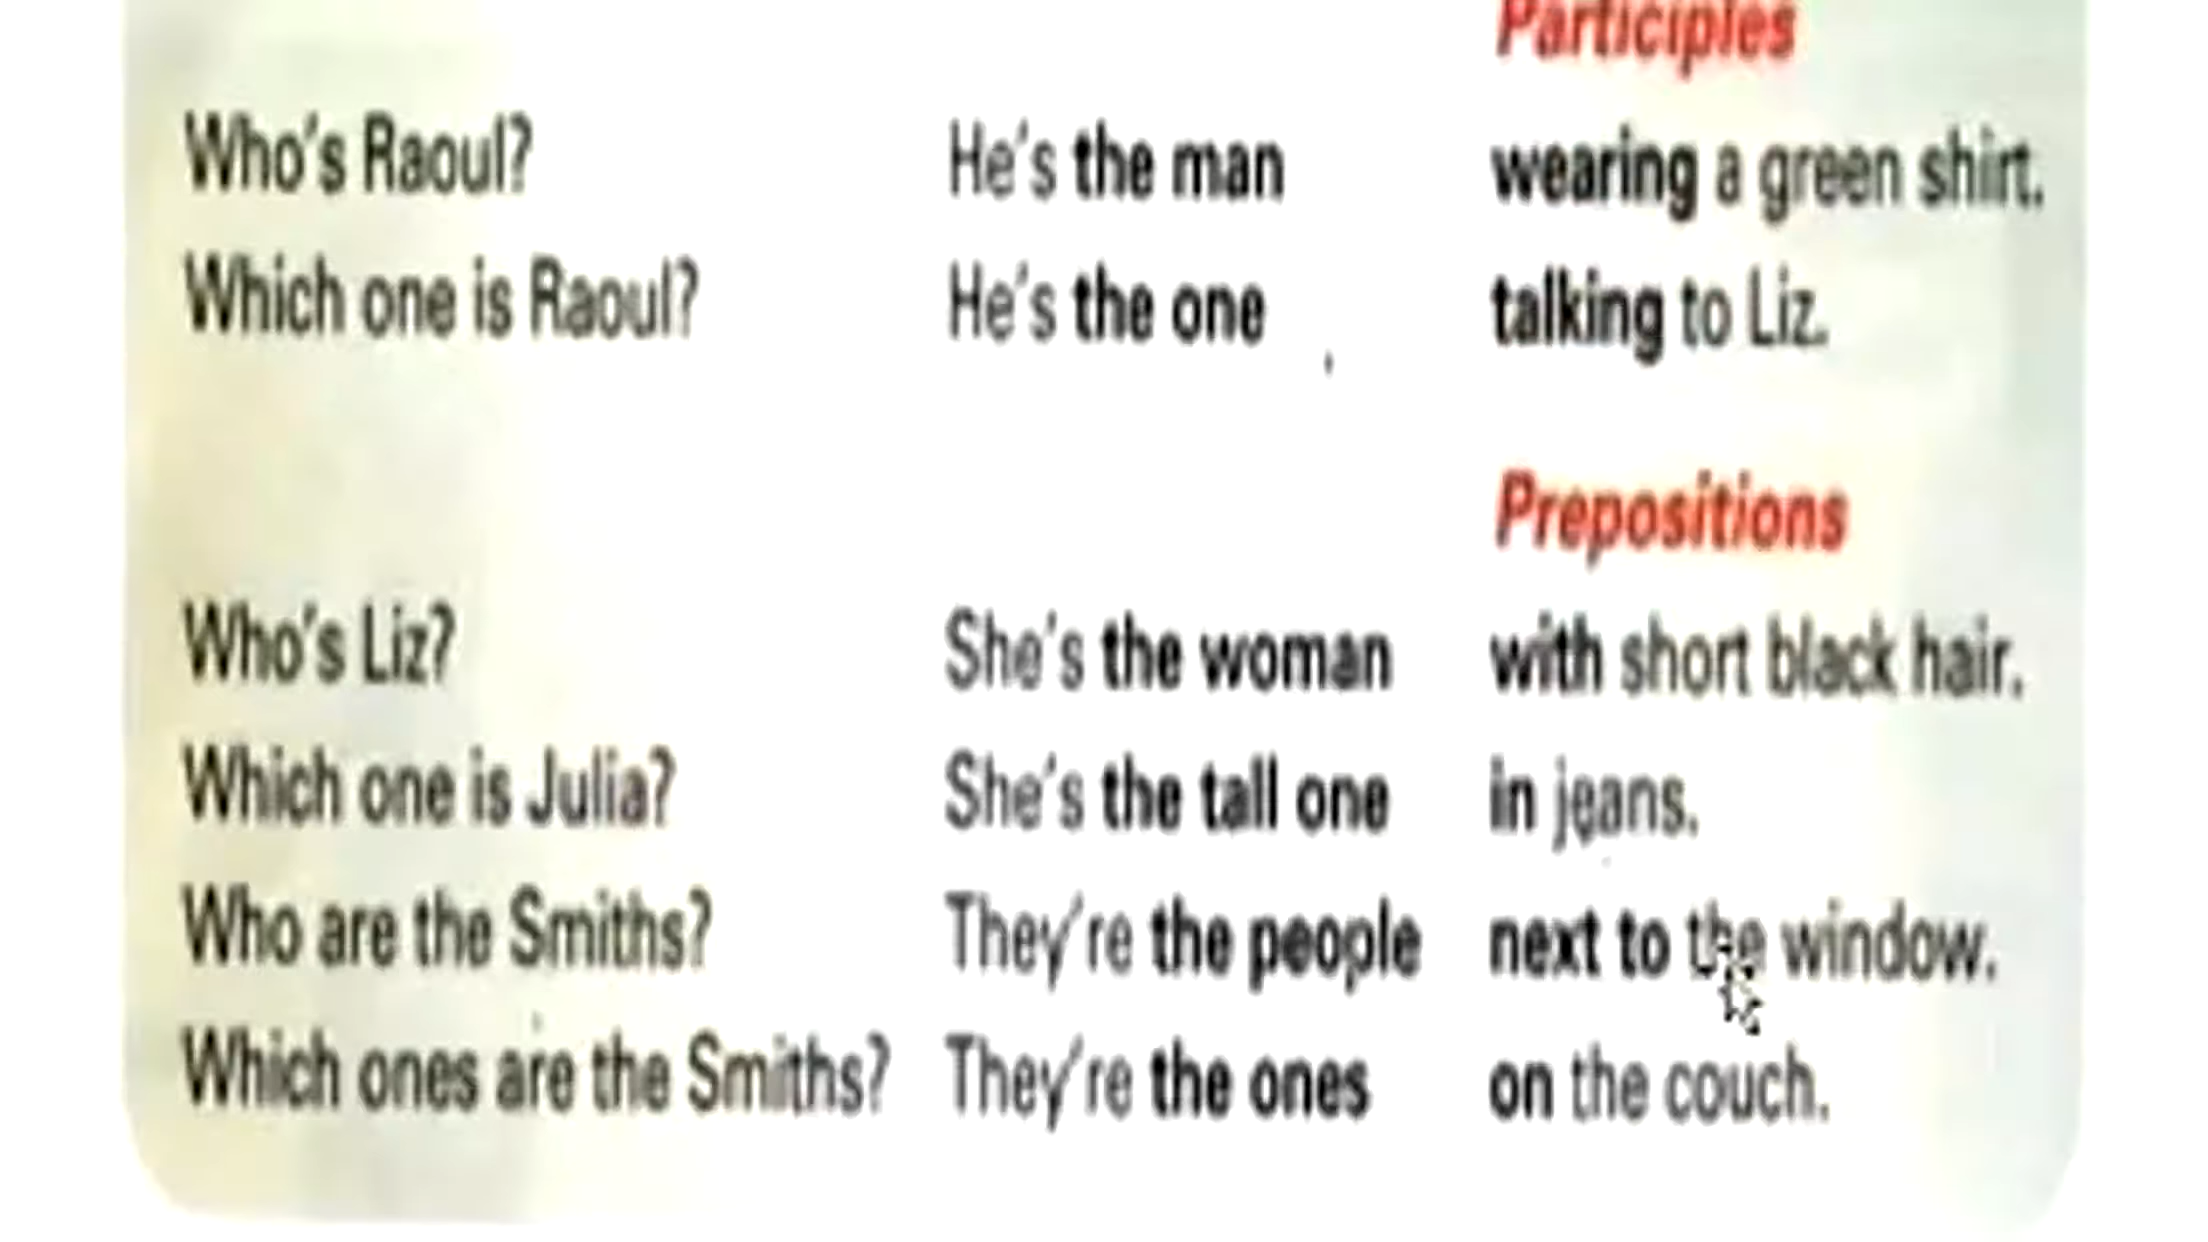 Participles
Who's Raoul? He's the man wearing a green shirt.
Which one is Raoul? He's the one talking to Liz.
Prepositions
Who's Liz? She's the woman with short black hair.
Which one is Julia? She's the tall one in jeans.
Who are the Smiths? They're the people next to the window.
Which ones are the Smiths? They're the ones on the couch.